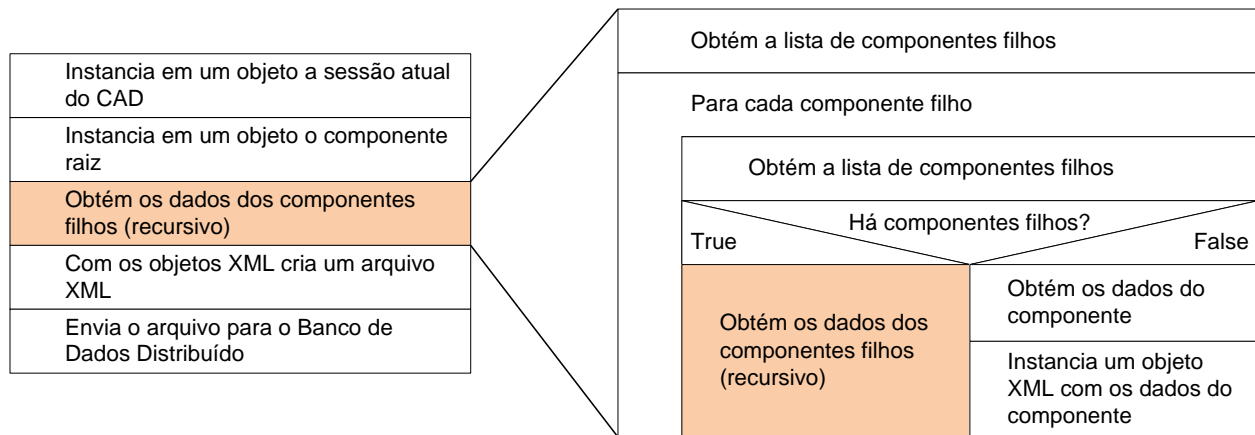 Instancia em um objeto a sessão atual
do CAD
Instancia em um objeto o componente
raiz
Obtém os dados dos componentes
filhos (recursivo)
Com os objetos XML cria um arquivo
XML
Envia o arquivo para o Banco de
Dados Distribuído
Obtém a lista de componentes filhos
Para cada componente filho
Obtém a lista de componentes filhos
Há componentes filhos?
True
False
Obtém os dados dos
componentes filhos
(recursivo)
Obtém os dados do
componente
Instancia um objeto
XML com os dados do
componente